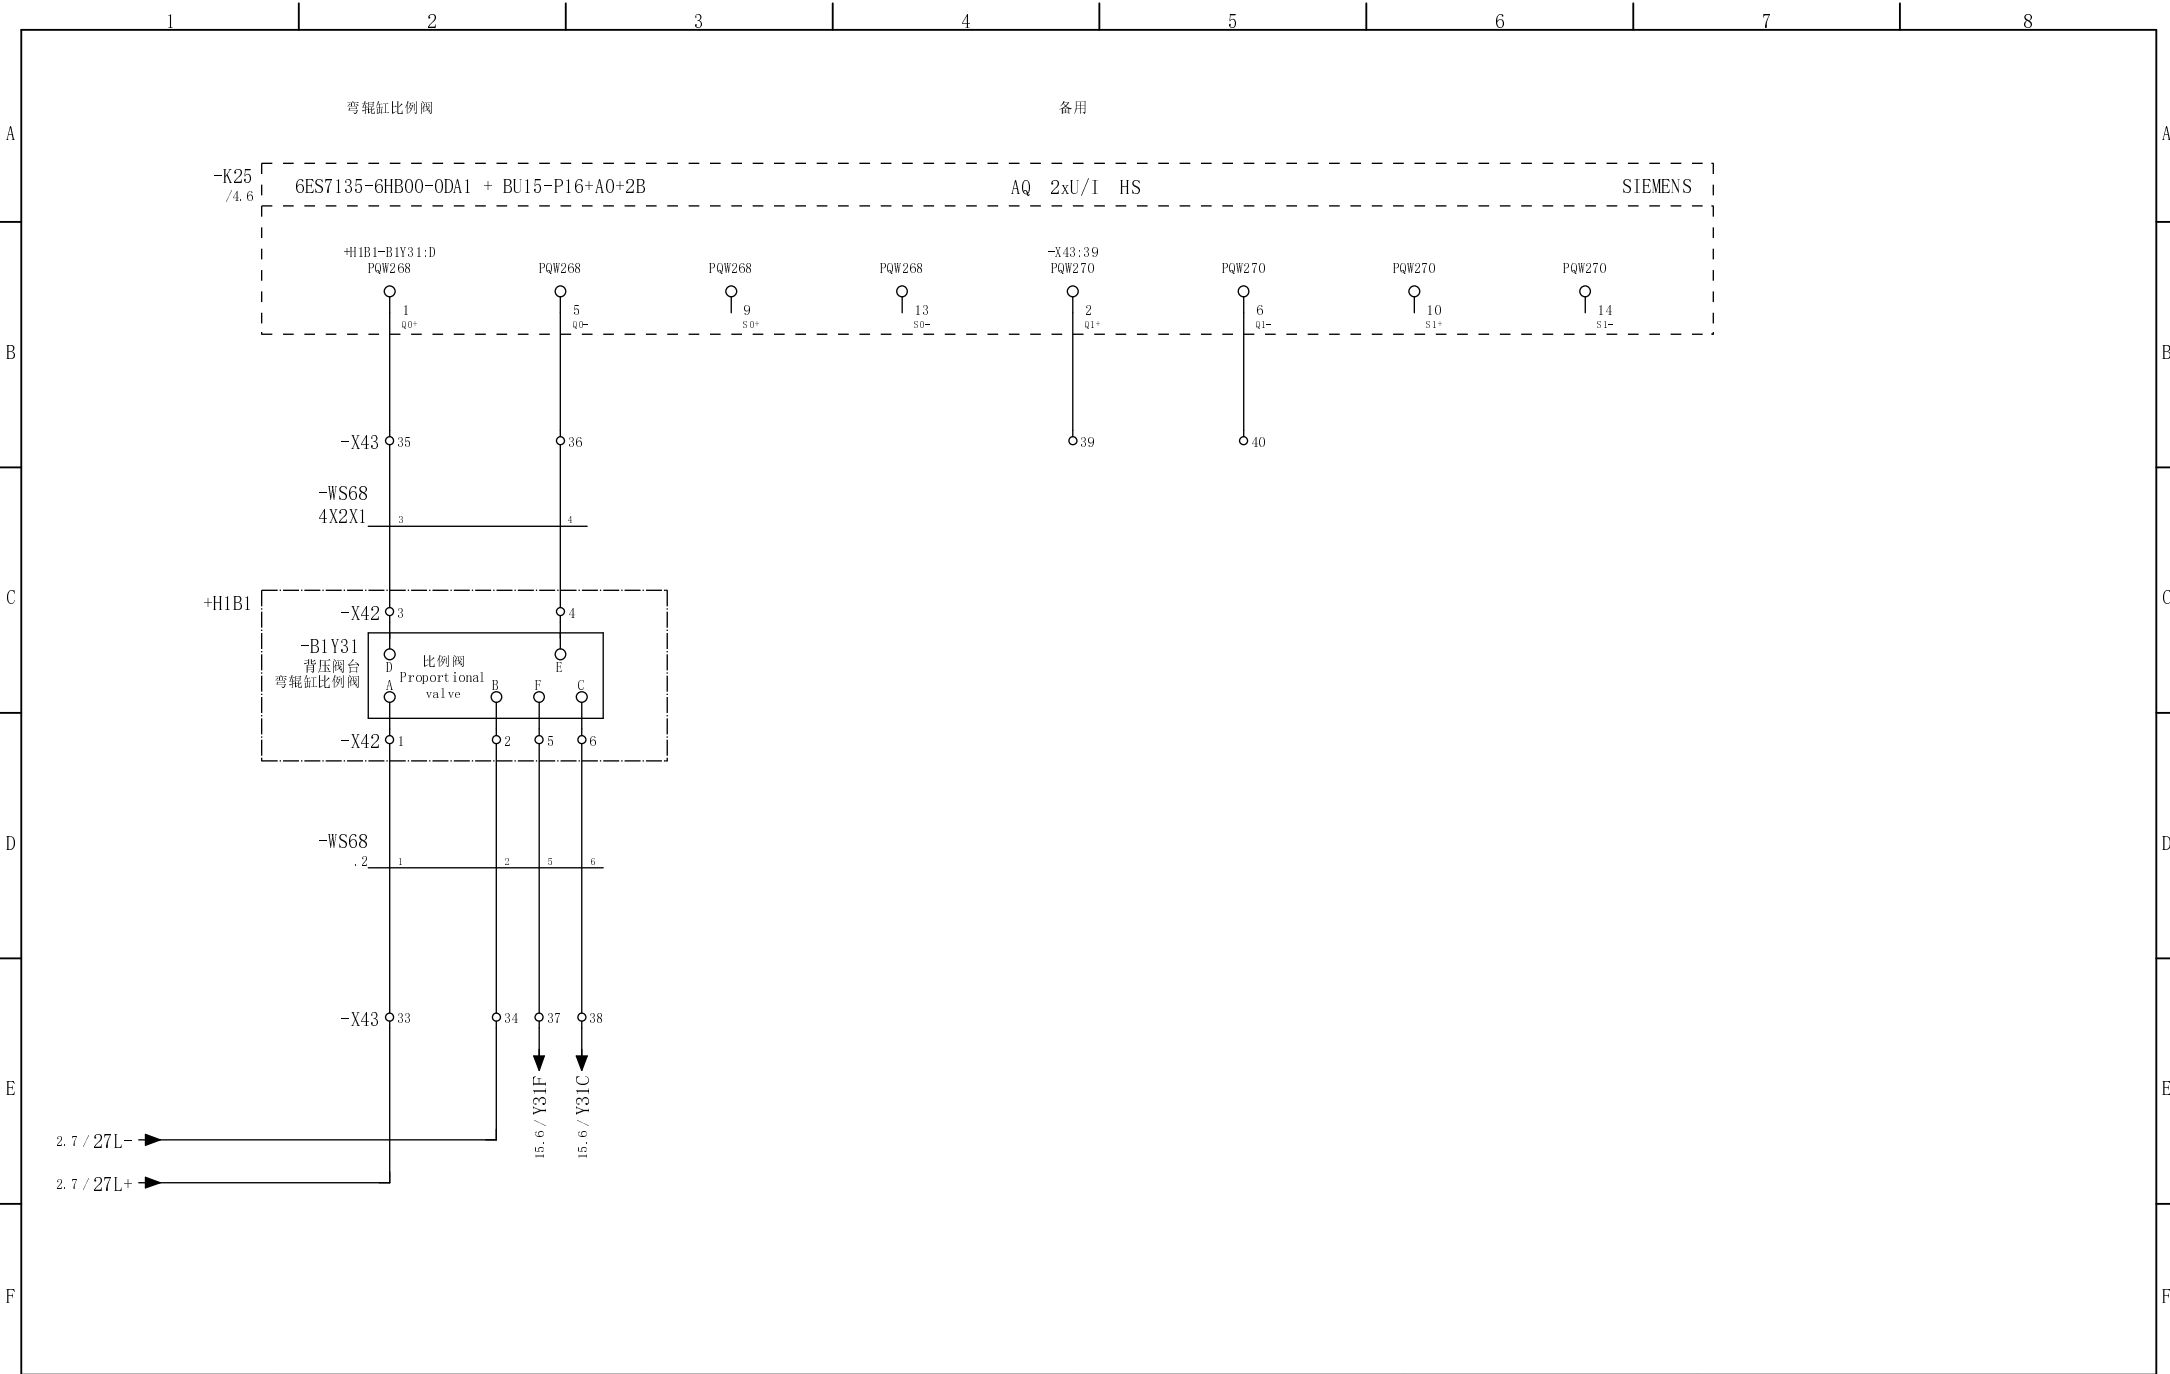 1 2 3 4 5 6 7 8
弯辊缸比例阀 备用
A A
-K25 6ES7135-6HB00-0DA1 + BU15-P16+A0+2B AQ 2xU/I HS SIEMENS
/4.6
+H1B1-B1Y31:D -X43:39
PQW268 PQW268 PQW268 PQW268 PQW270 PQW270 PQW270 PQW270
1 5 9 13 2 6 10 14
Q0+ Q0- S0+ S0- Q1+ Q1- S1+ S1-
B B
-X43 35 36 39 40
-WS68
4X2X1 3 4
C C
+H1B1
-X42 3 4
-B1Y31
背压阀台
弯辊缸比例阀
D 比例阀 E
Proportional
valve
A B F C
-X42 1 2 5 6
D D
-WS68
.2 1 2 5 6
-X43 33 34 37 38
E E
15.6 / Y31F
15.6 / Y31C
2.7 / 27L-
2.7 / 27L+
F F